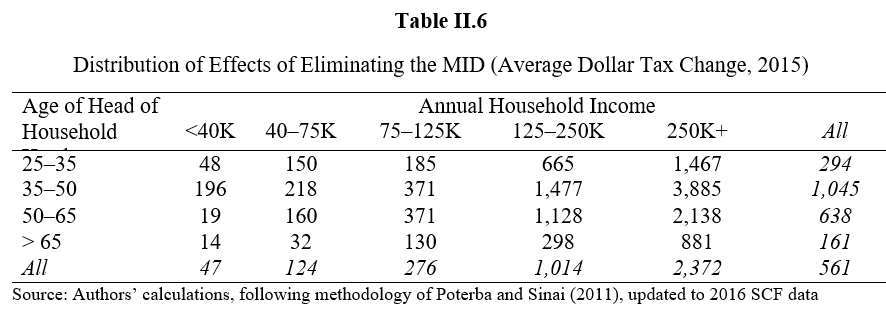 Table II.6
Distribution of Effects of Eliminating the MID (Average Dollar Tax Change, 2015)
Age of Head of Annual Household Income
Household <40K 40–75K 75–125K 125–250K 250K+ All
25–35 48 150 185 665 1,467 294
35–50 196 218 371 1,477 3,885 1,045
50–65 19 160 371 1,128 2,138 638
> 65 14 32 130 298 881 161
All 47 124 276 1,014 2,372 561
Source: Authors’ calculations, following methodology of Poterba and Sinai (2011), updated to 2016 SCF data